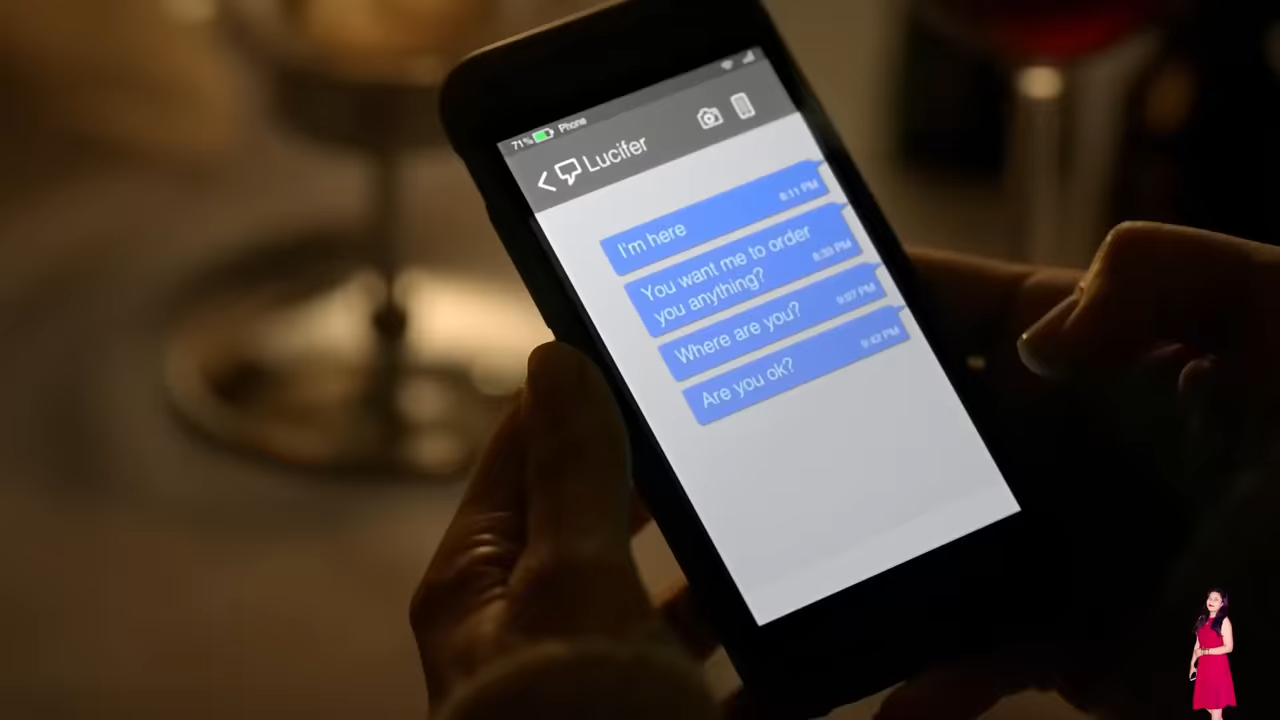 71% Phone
Lucifer
I'm here
8:11 PM
You want me to order
you anything?
8:33 PM
Where are you?
9:07 PM
Are you ok?
9:42 PM